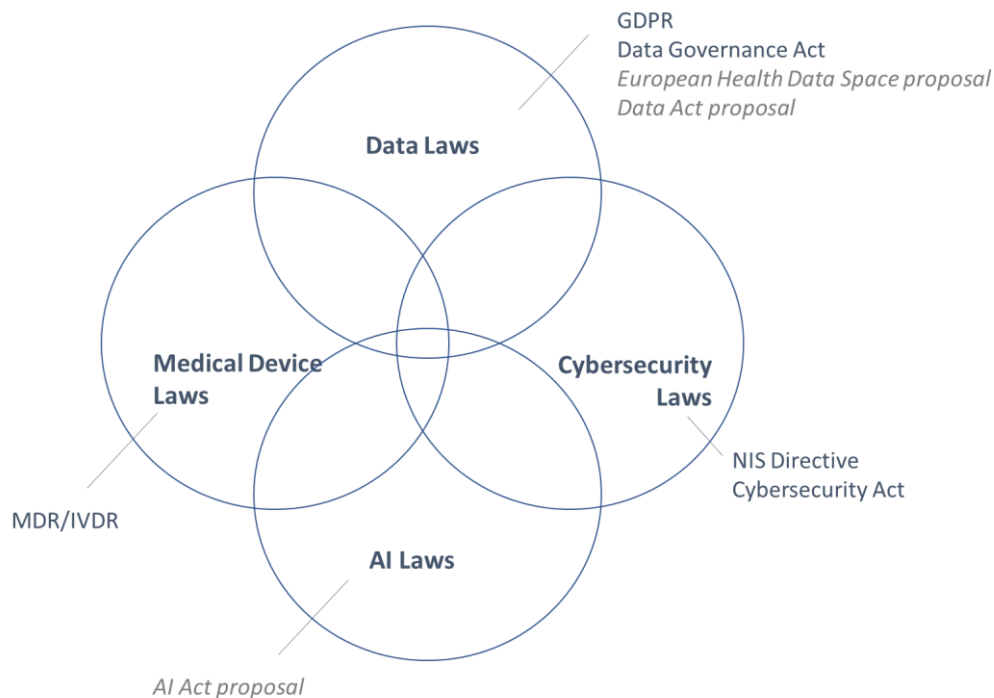 GDPR
Data Governance Act
European Health Data Space proposal
Data Act proposal
Data Laws
Medical Device
Laws
Cybersecurity
Laws
NIS Directive
Cybersecurity Act
MDR/IVDR
AI Laws
AI Act proposal